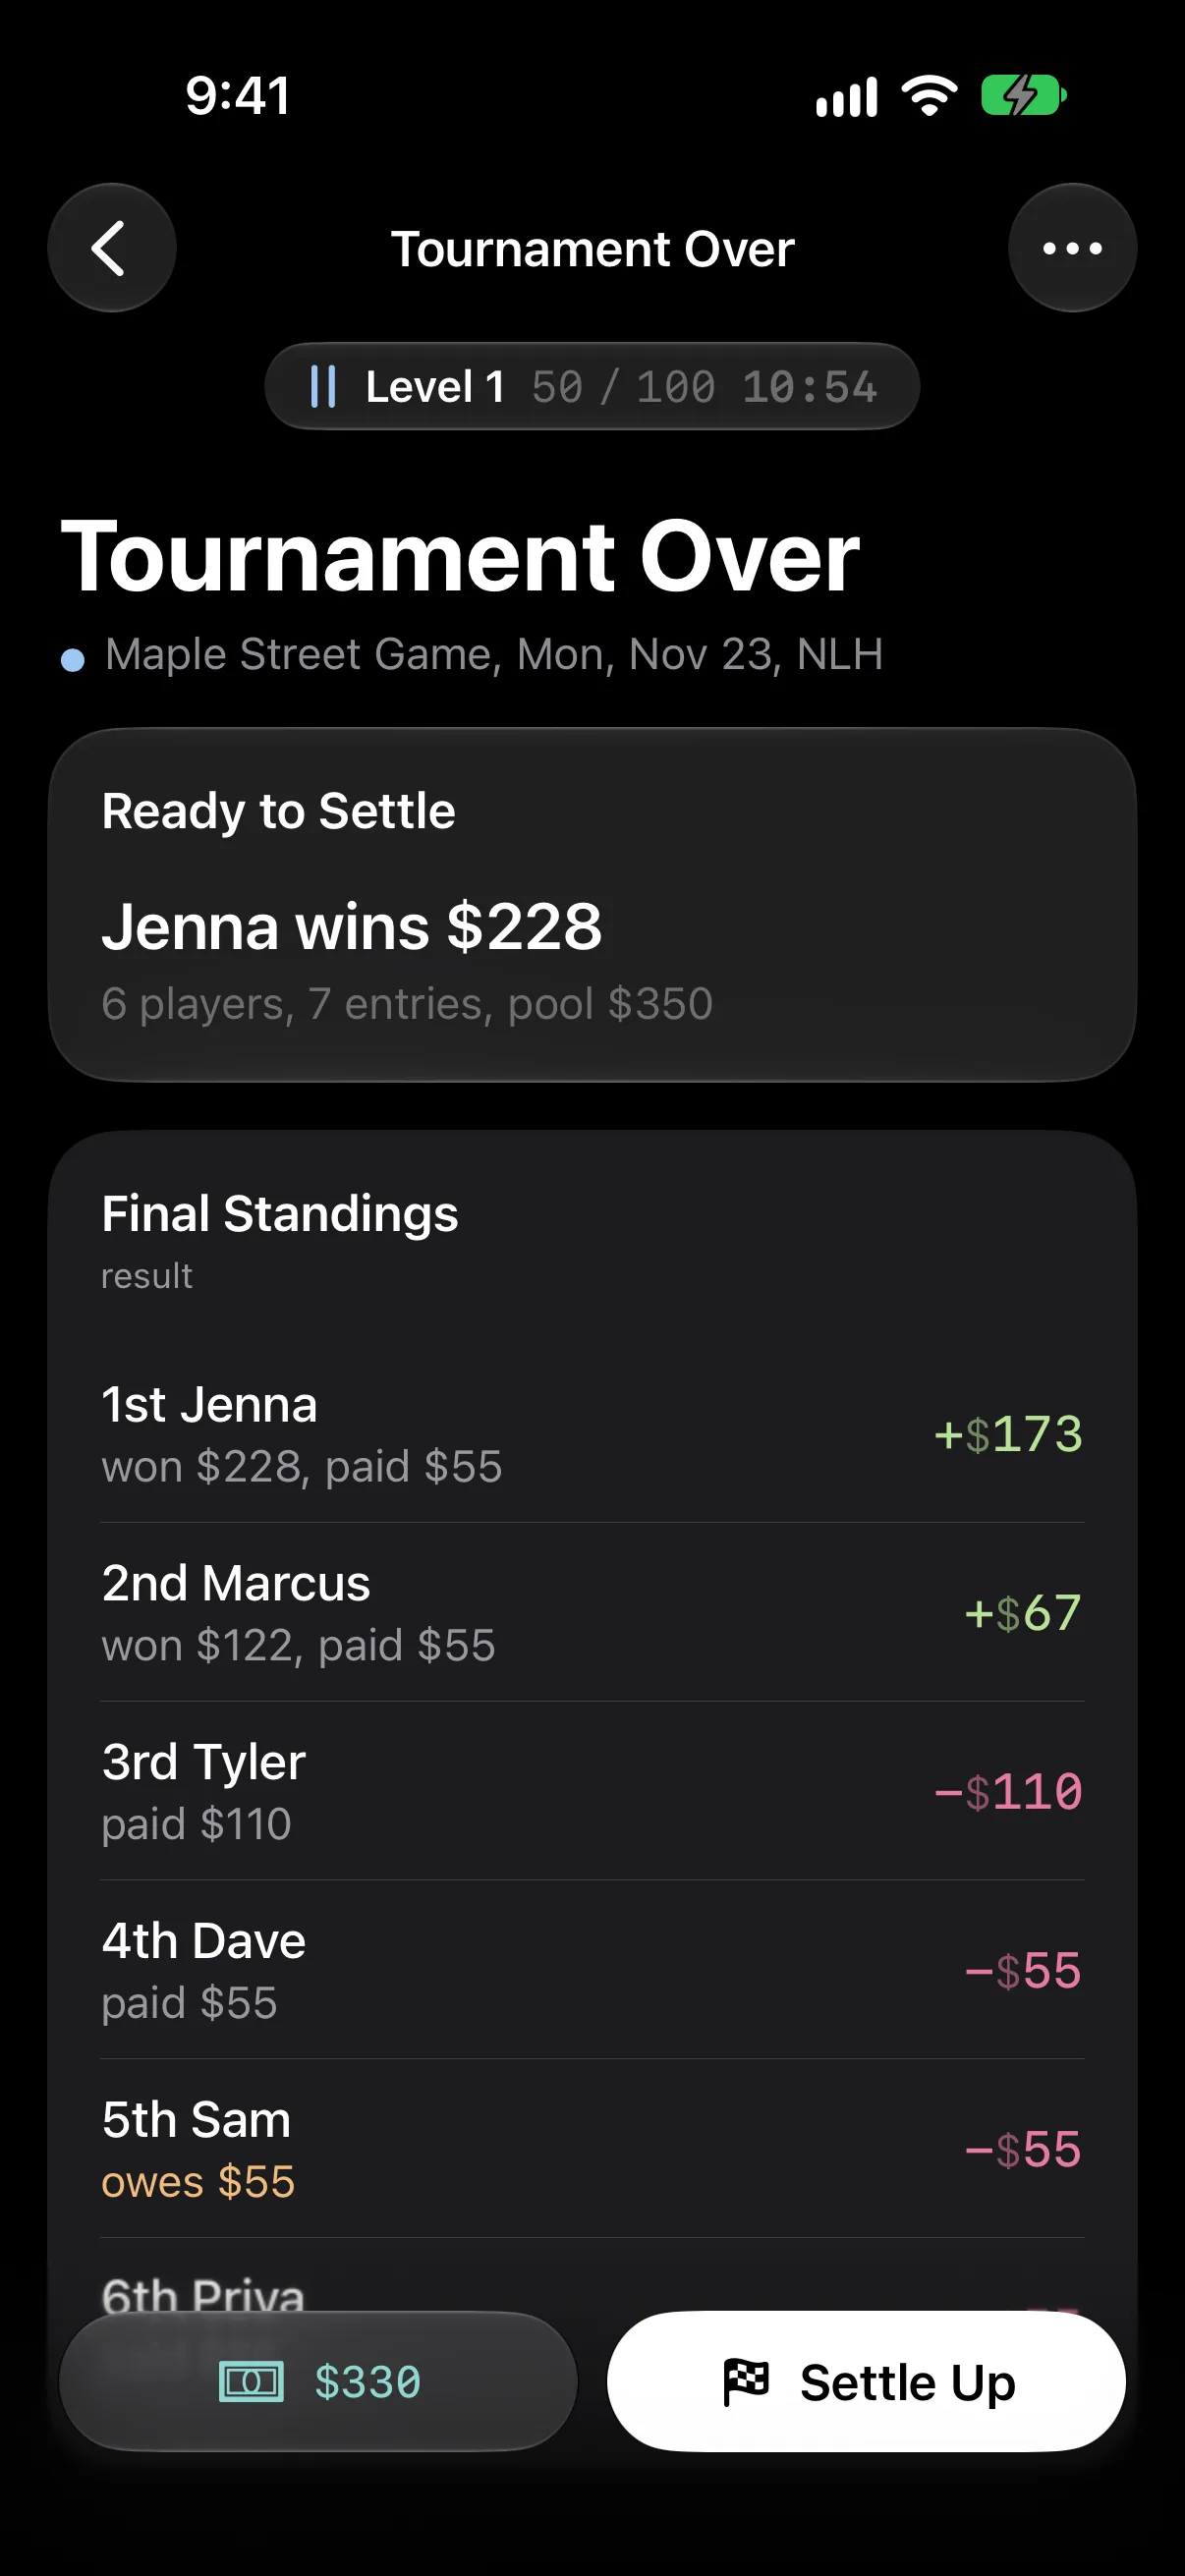 9:41
Tournament Over
Level 1 50 / 100 10:54
Tournament Over
Maple Street Game, Mon, Nov 23, NLH
Ready to Settle
Jenna wins $228
6 players, 7 entries, pool $350
Final Standings
result
1st Jenna
+$173
won $228, paid $55
2nd Marcus
+$67
won $122, paid $55
3rd Tyler
−$110
paid $110
4th Dave
−$55
paid $55
5th Sam
−$55
owes $55
6th Priya
$330
Settle Up